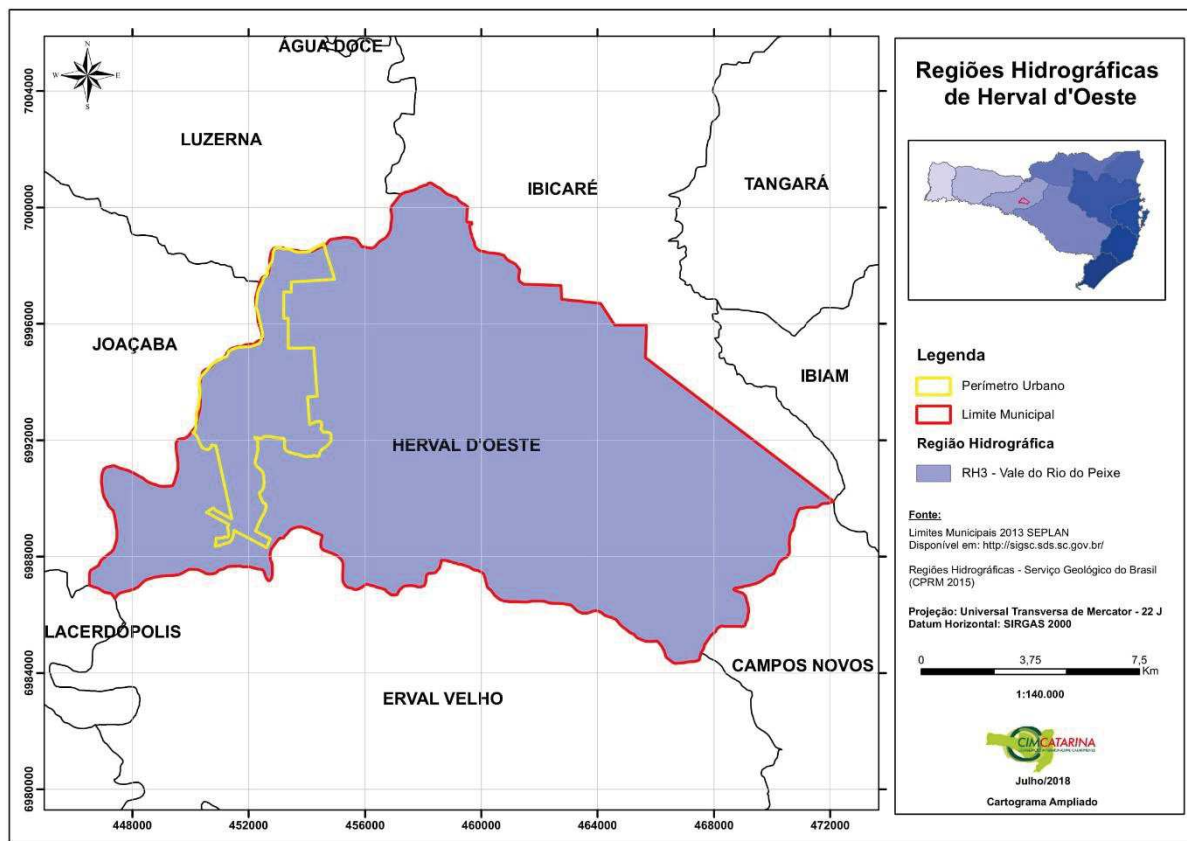 Regiões Hidrográficas
de Herval d'Oeste
N
W
E
S
ÁGUA DOCE
LUZERNA
IBICARÉ
TANGARÁ
JOAÇABA
IBIAM
HERVAL D'OESTE
LACERDÓPOLIS
CAMPOS NOVOS
ERVAL VELHO
7004000
7000000
6996000
6992000
6988000
6984000
6980000
448000
452000
456000
460000
464000
468000
472000
Legenda
Perímetro Urbano
Limite Municipal
Região Hidrográfica
RH3 - Vale do Rio do Peixe
Fonte:
Limites Municipais 2013 SEPLAN
Disponível em: http://sigsc.sds.sc.gov.br/
Regiões Hidrográficas - Serviço Geológico do Brasil
(CPRM 2015)
Projeção: Universal Transversa de Mercator - 22 J
Datum Horizontal: SIRGAS 2000
0 3,75 7,5
Km
1:140.000
CIMCATARINA
Julho/2018
Cartograma Ampliado